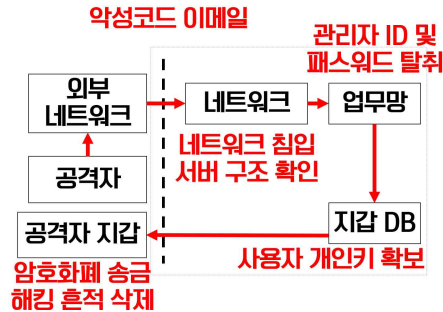 악성코드 이메일
관리자 ID 및
패스워드 탈취
외부
네트워크
네트워크
업무망
네트워크 침입
서버 구조 확인
공격자
공격자 지갑
지갑 DB
사용자 개인키 확보
암호화폐 송금
해킹 흔적 삭제